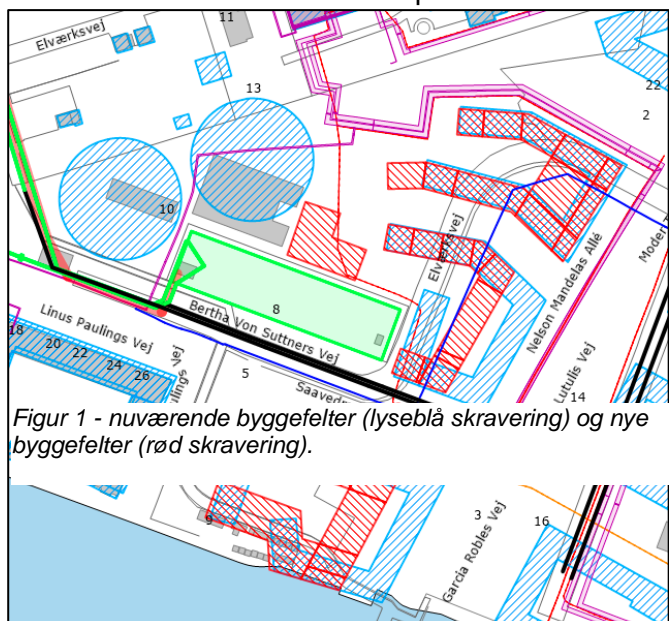 11
Elværksvej
13
22
2
10
Elværksvej
Nelson Mandelas Allé
8
Bertha Von Suttners Vej
Linus Paulings Vej
18
20
22
24
26
5
Lutulis Vej
14
Figur 1 - nuværende byggefelter (lyseblå skravering) og nye
byggefelter (rød skravering).
9
3
16
Garcia Robles Vej